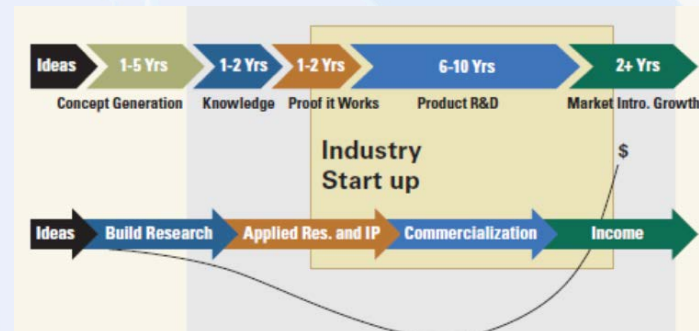 Ideas 1-5 Yrs 1-2 Yrs 1-2 Yrs 6-10 Yrs 2+ Yrs
Concept Generation Knowledge Proof it Works Product R&D Market Intro. Growth
Industry
Start up
$
Ideas Build Research Applied Res. and IP Commercialization Income